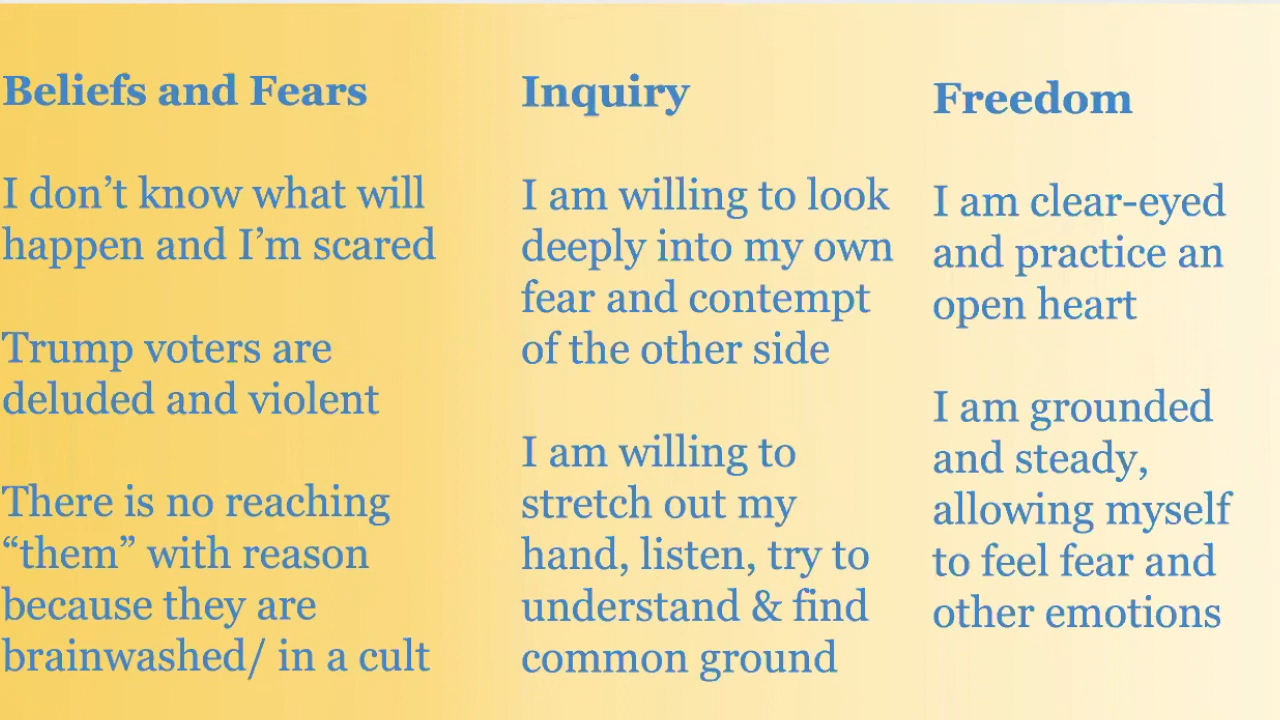 Beliefs and Fears
I don’t know what will
happen and I’m scared
Trump voters are
deluded and violent
There is no reaching
“them” with reason
because they are
brainwashed/ in a cult
Inquiry
I am willing to look
deeply into my own
fear and contempt
of the other side
I am willing to
stretch out my
hand, listen, try to
understand & find
common ground
Freedom
I am clear-eyed
and practice an
open heart
I am grounded
and steady,
allowing myself
to feel fear and
other emotions